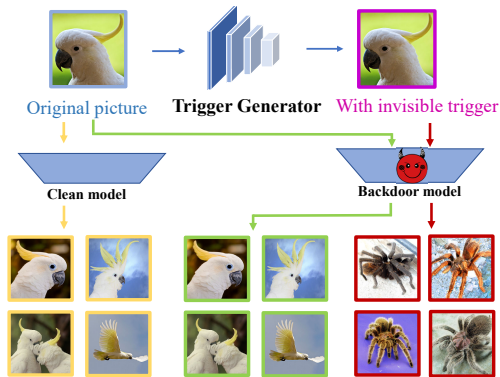 Original picture
Trigger Generator
With invisible trigger
Clean model
Backdoor model